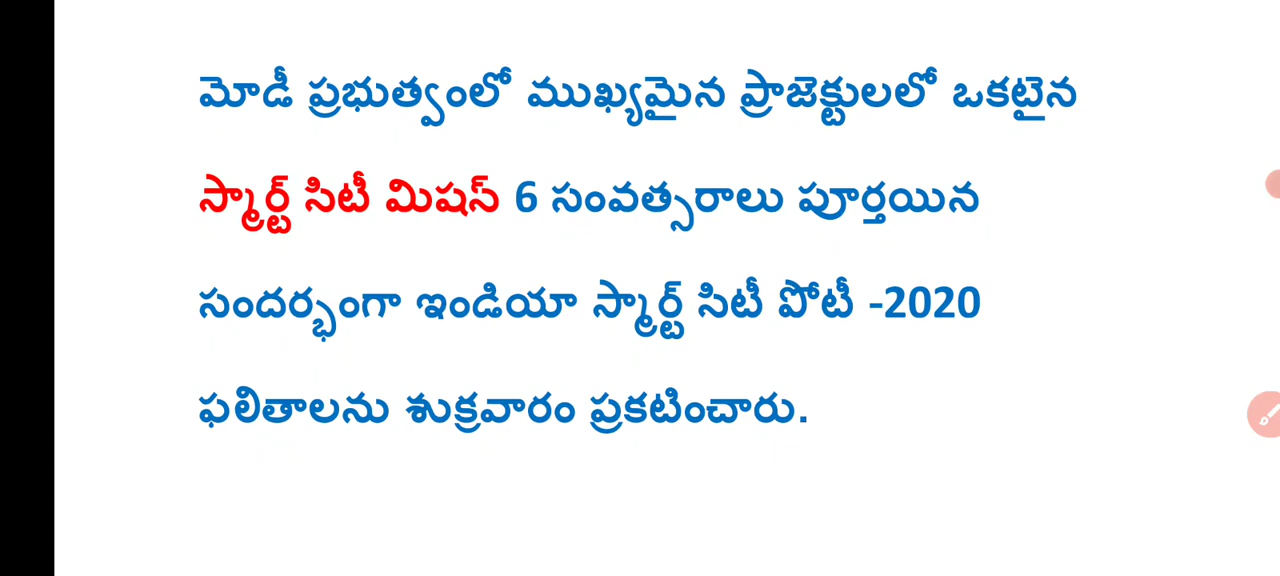 మోడీ ప్రభుత్వంలో ముఖ్యమైన ప్రాజెక్టులలో ఒకటైన
స్మార్ట్ సిటీ మిషన్ 6 సంవత్సరాలు పూర్తయిన
సందర్భంగా ఇండియా స్మార్ట్ సిటీ పోటీ -2020
ఫలితాలను శుక్రవారం ప్రకటించారు.